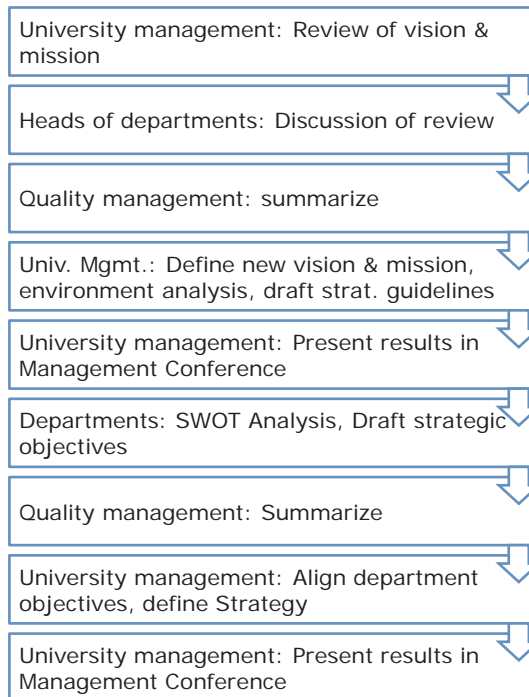 University management: Review of vision &
mission
Heads of departments: Discussion of review
Quality management: summarize
Univ. Mgmt.: Define new vision & mission,
environment analysis, draft strat. guidelines
University management: Present results in
Management Conference
Departments: SWOT Analysis, Draft strategic
objectives
Quality management: Summarize
University management: Align department
objectives, define Strategy
University management: Present results in
Management Conference